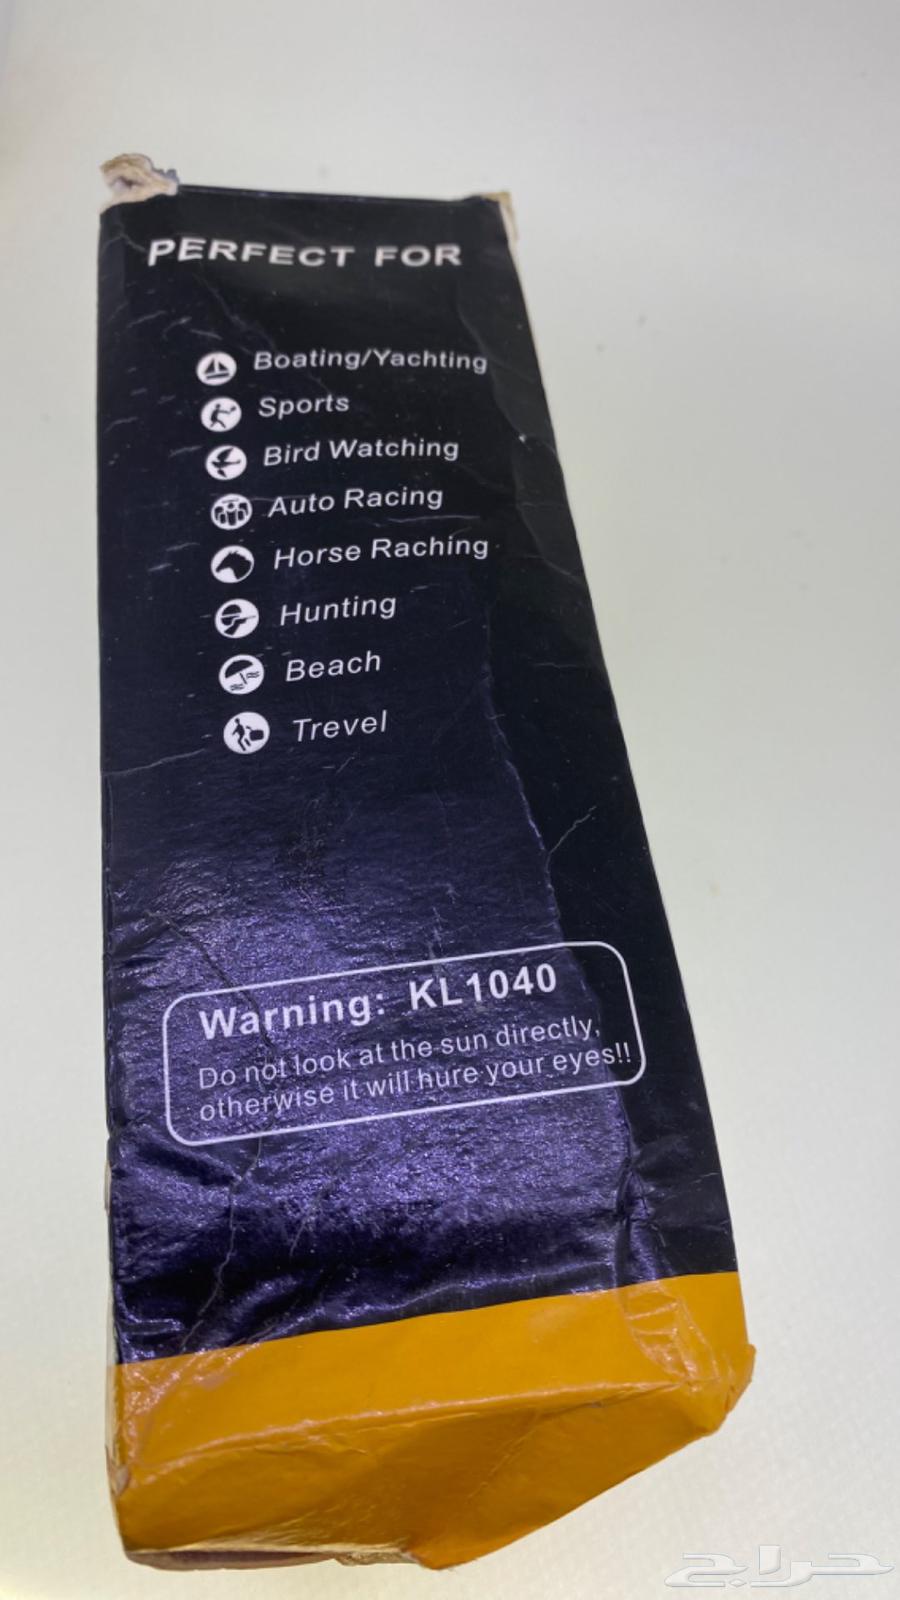 PERFECT FOR
Boating/Yachting
Sports
Bird Watching
Auto Racing
Horse Raching
Hunting
Beach
Trevel
Warning: KL1040
Do not look at the sun directly,
otherwise it will hure your eyes!!
حراج